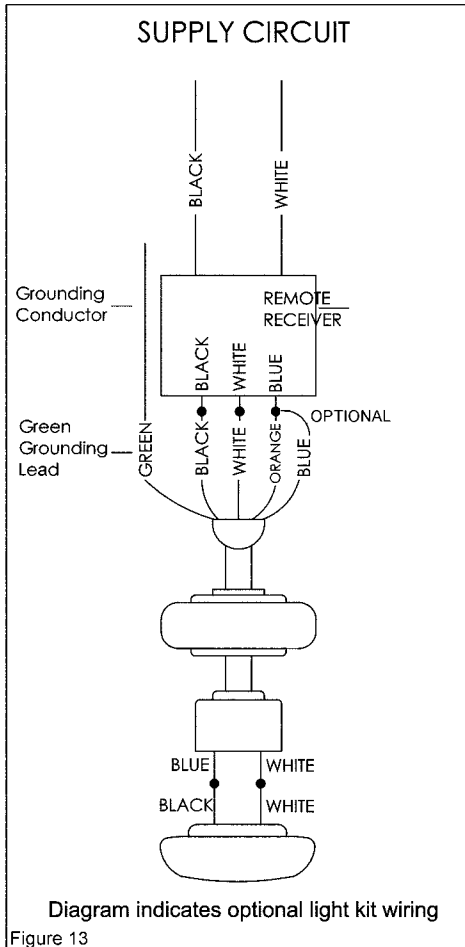 SUPPLY CIRCUIT
BLACK
WHITE
Grounding
Conductor
REMOTE
RECEIVER
BLACK
WHITE
BLUE
OPTIONAL
Green
Grounding
Lead
GREEN
BLACK
WHITE
ORANGE
BLUE
BLUE
WHITE
BLACK
WHITE
Diagram indicates optional light kit wiring
Figure 13